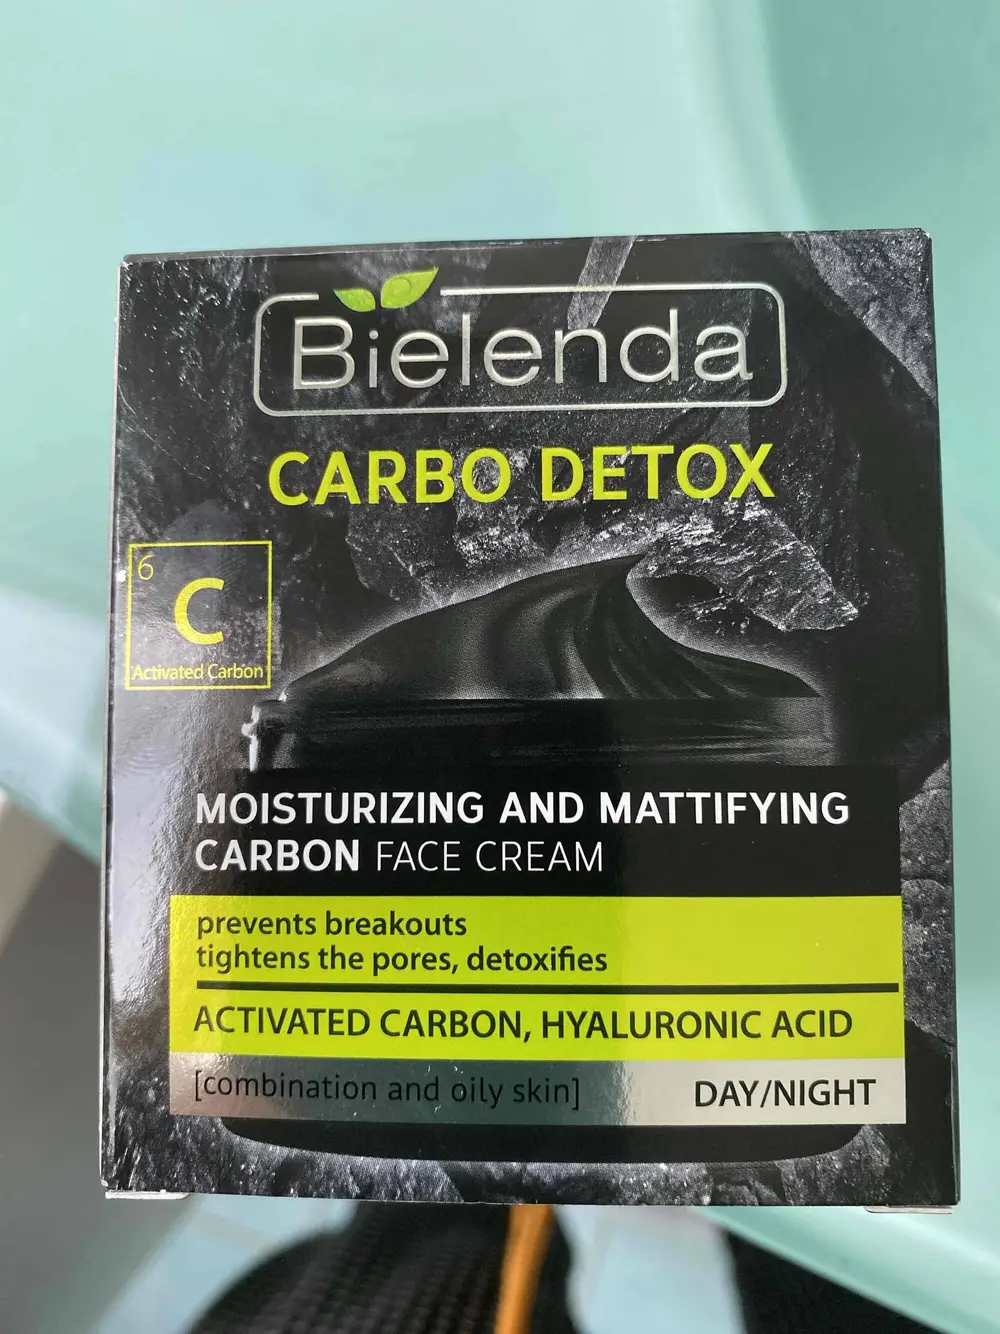 Bielenda
CARBO DETOX
6
C
Activated Carbon
MOISTURIZING AND MATTIFYING
CARBON FACE CREAM
prevents breakouts
tightens the pores, detoxifies
ACTIVATED CARBON, HYALURONIC ACID
[combination and oily skin] DAY/NIGHT